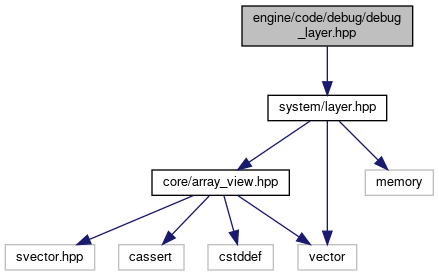 engine/code/debug/debug
_layer.hpp
system/layer.hpp
core/array_view.hpp
memory
svector.hpp
cassert
cstddef
vector